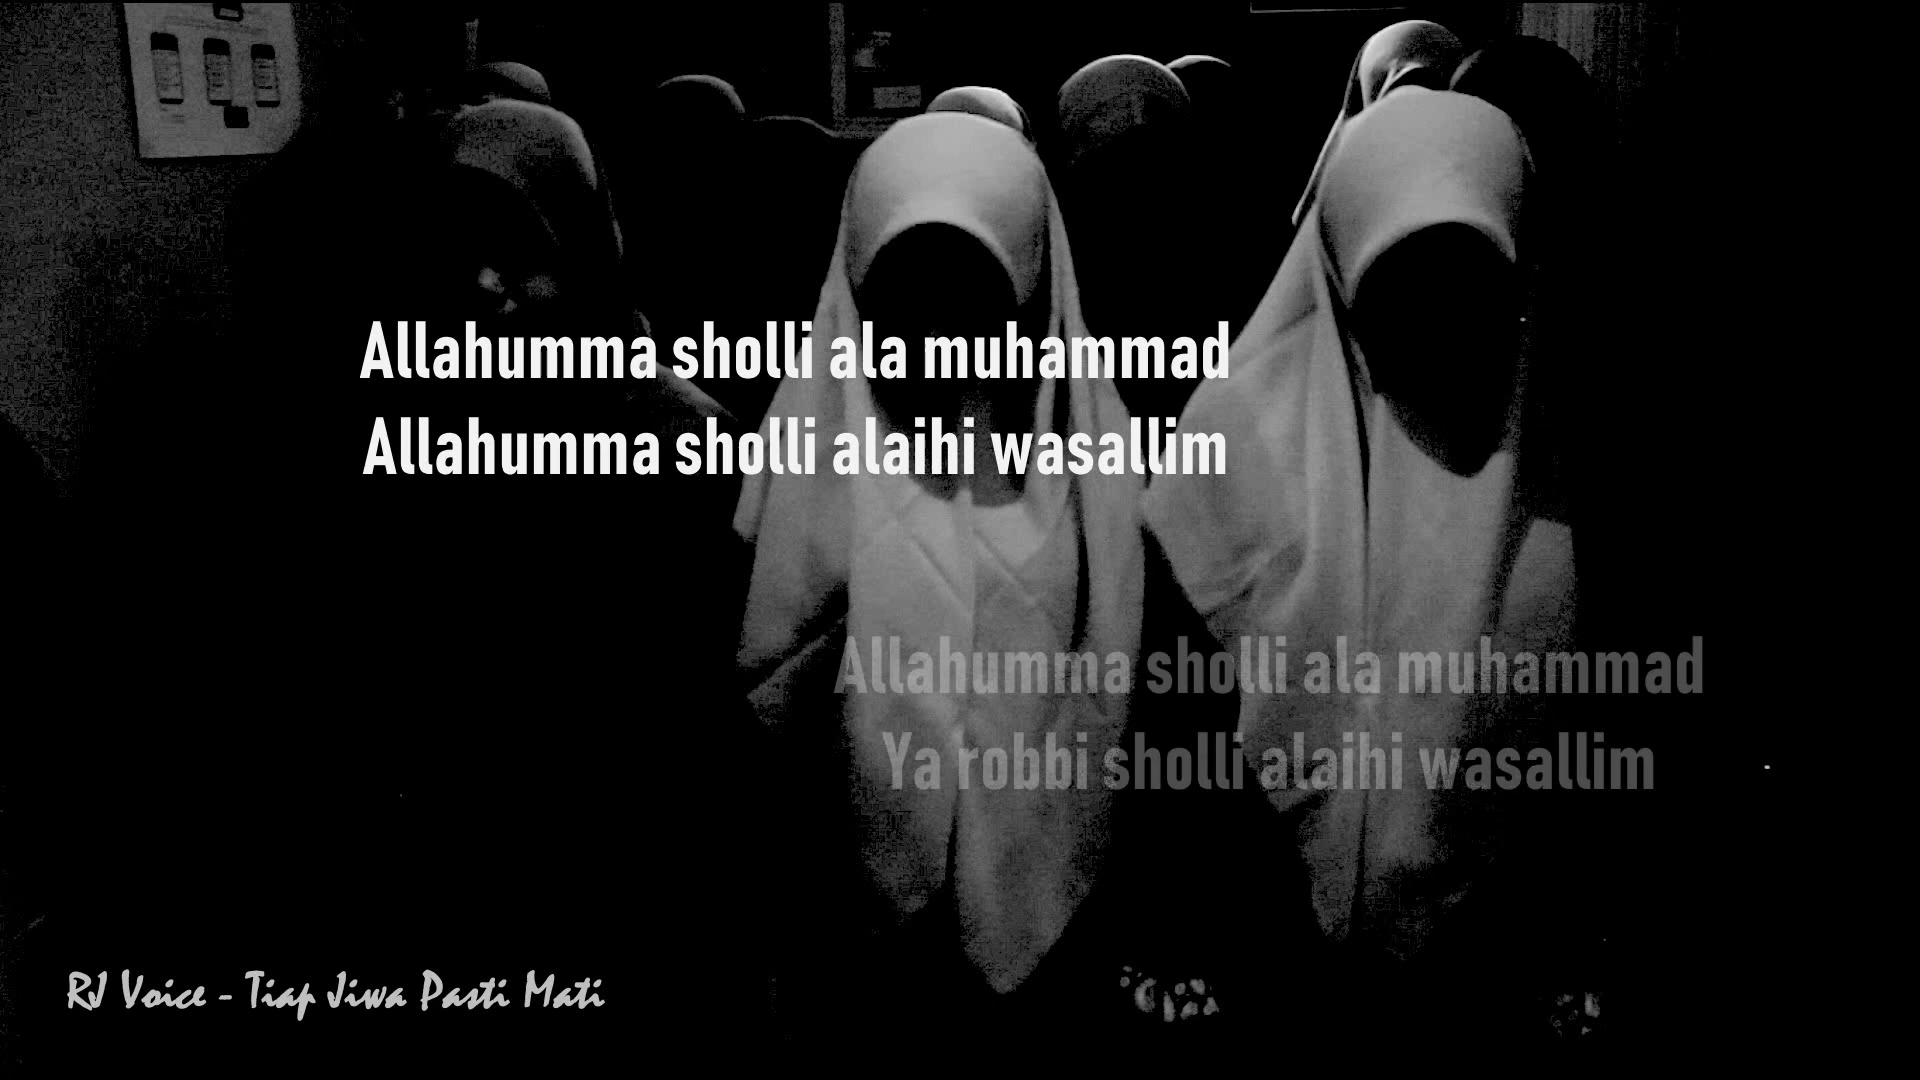 Allahumma sholli ala muhammad
Allahumma sholli alaihi wasallim
Allahumma sholli ala muhammad
Ya robbi sholli alaihi wasallim
RJ Voice - Tiap Jiwa Pasti Mati